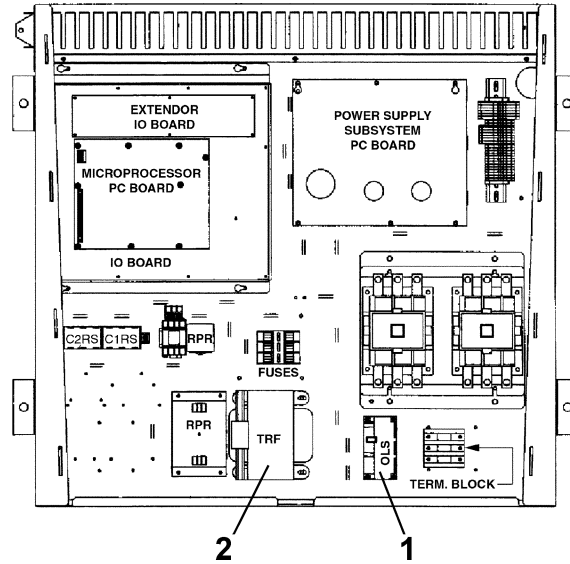 EXTENDOR
IO BOARD
MICROPROCESSOR
PC BOARD
IO BOARD
POWER SUPPLY
SUBSYSTEM
PC BOARD
C2RS
C1RS
RPR
FUSES
RPR
TRF
OLS
TERM. BLOCK
2
1